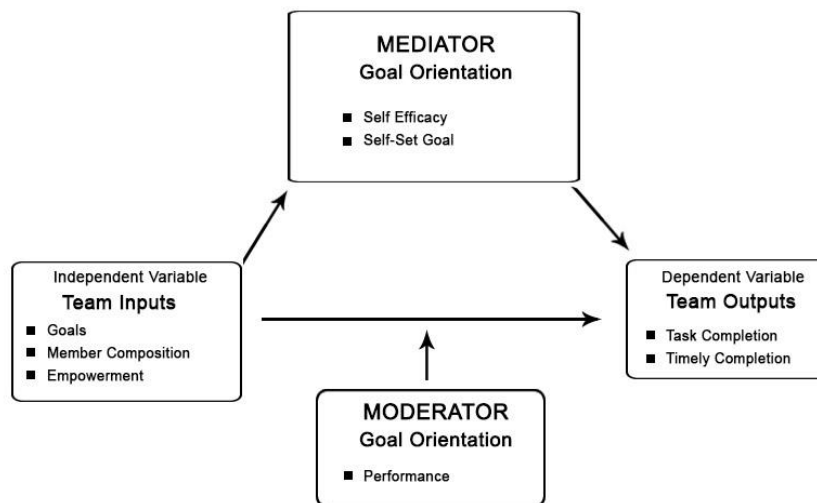 MEDIATOR
Goal Orientation
Self Efficacy
Self-Set Goal
Independent Variable
Team Inputs
Goals
Member Composition
Empowerment
Dependent Variable
Team Outputs
Task Completion
Timely Completion
MODERATOR
Goal Orientation
Performance